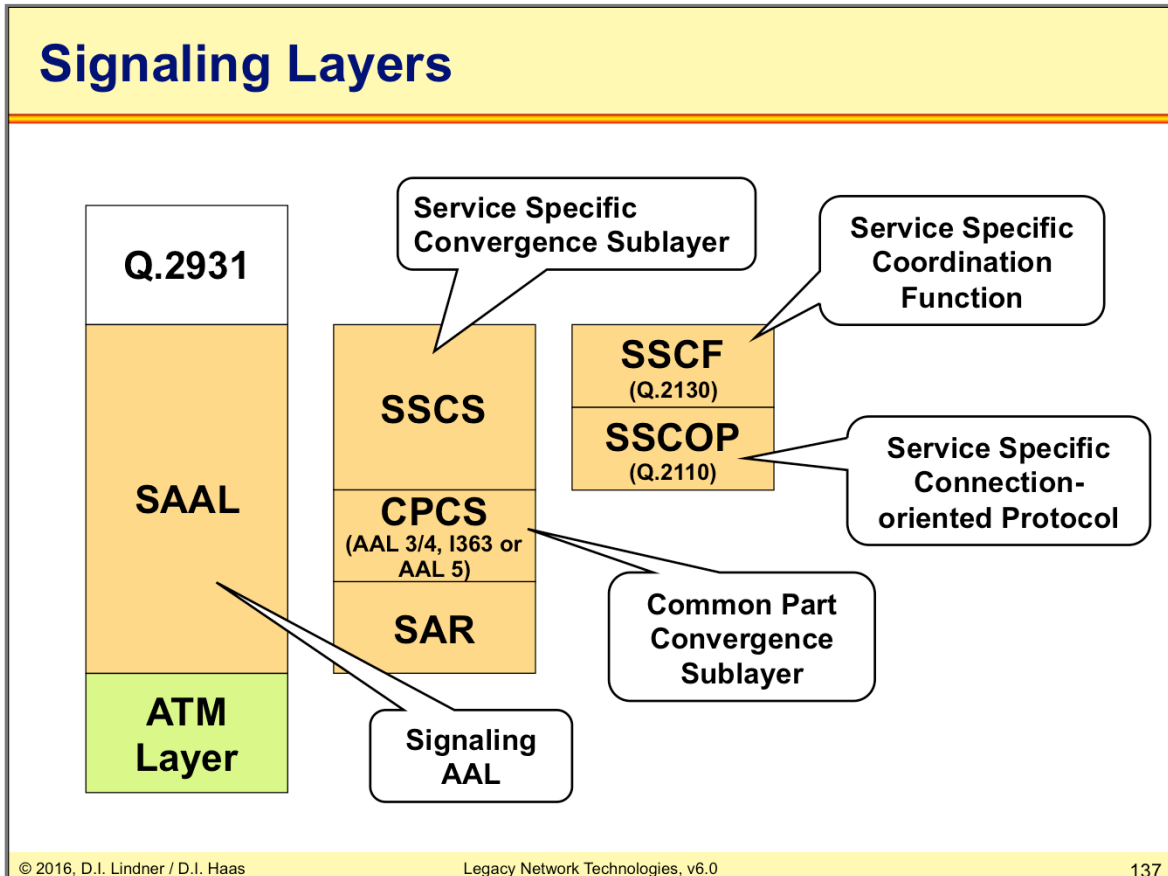 Signaling Layers
Service Specific
Convergence Sublayer
Service Specific
Coordination
Function
Q.2931
SAAL
ATM
Layer
SSCS
CPCS
(AAL 3/4, I363 or
AAL 5)
SAR
SSCF
(Q.2130)
SSCOP
(Q.2110)
Service Specific
Connection-
oriented Protocol
Common Part
Convergence
Sublayer
Signaling
AAL
© 2016, D.I. Lindner / D.I. Haas
Legacy Network Technologies, v6.0
137